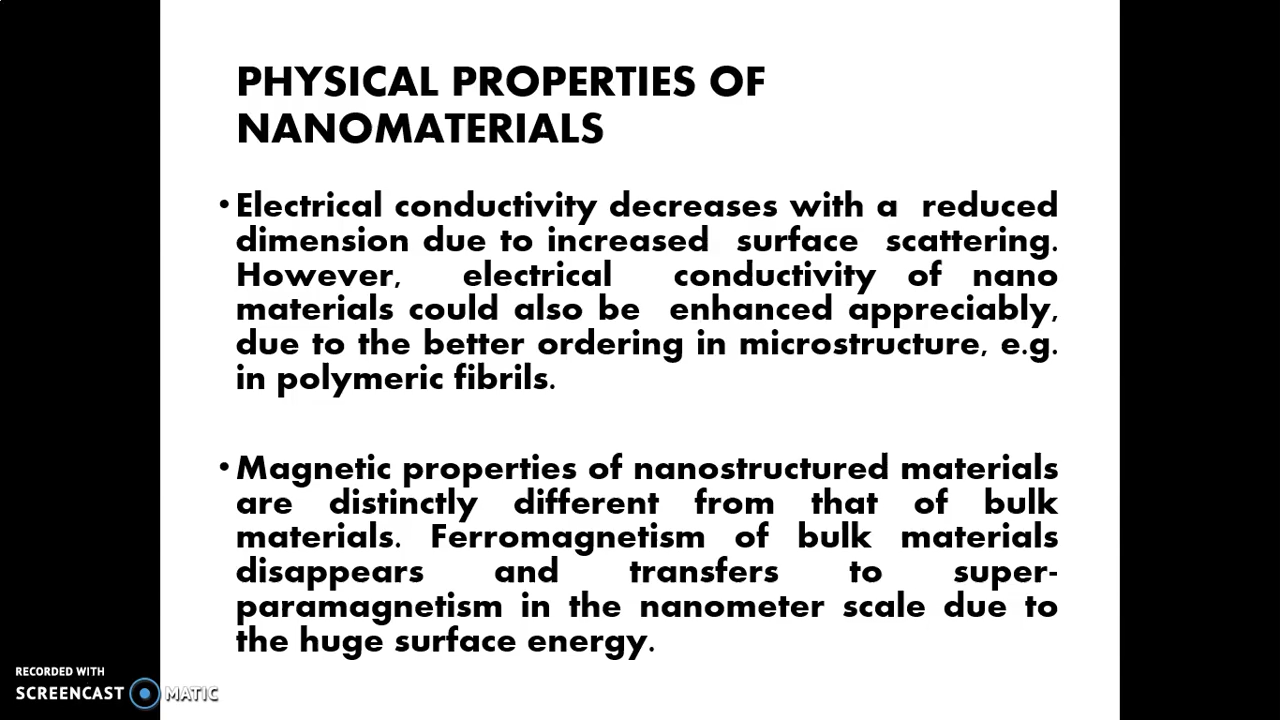 PHYSICAL PROPERTIES OF
NANOMATERIALS
• Electrical conductivity decreases with a reduced
dimension due to increased surface scattering.
However, electrical conductivity of nano
materials could also be enhanced appreciably,
due to the better ordering in microstructure, e.g.
in polymeric fibrils.
• Magnetic properties of nanostructured materials
are distinctly different from that of bulk
materials. Ferromagnetism of bulk materials
disappears and transfers to super-
paramagnetism in the nanometer scale due to
the huge surface energy.
RECORDED WITH
SCREENCAST MATIC